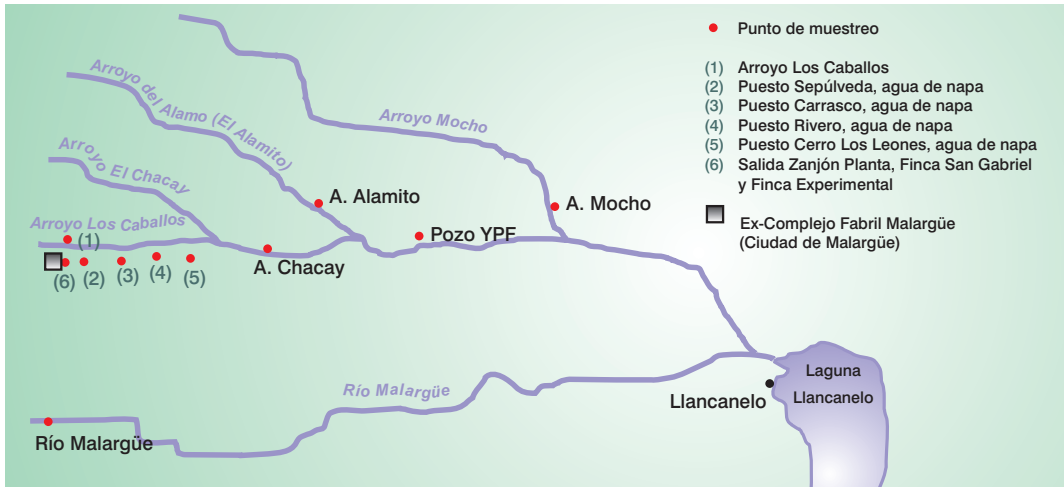 Punto de muestreo
(1) Arroyo Los Caballos
(2) Puesto Sepúlveda, agua de napa
(3) Puesto Carrasco, agua de napa
(4) Puesto Rivero, agua de napa
(5) Puesto Cerro Los Leones, agua de napa
(6) Salida Zanjón Planta, Finca San Gabriel
y Finca Experimental
Ex-Complejo Fabril Malargüe
(Ciudad de Malargüe)
Arroyo del Alamo (El Alamito)
Arroyo Mocho
Arroyo El Chacay
A. Alamito
A. Mocho
Arroyo Los Caballos
Pozo YPF
(1)
A. Chacay
(6) (2) (3) (4) (5)
Laguna
Llancanelo
Río Malargüe
Llancanelo
Río Malargüe